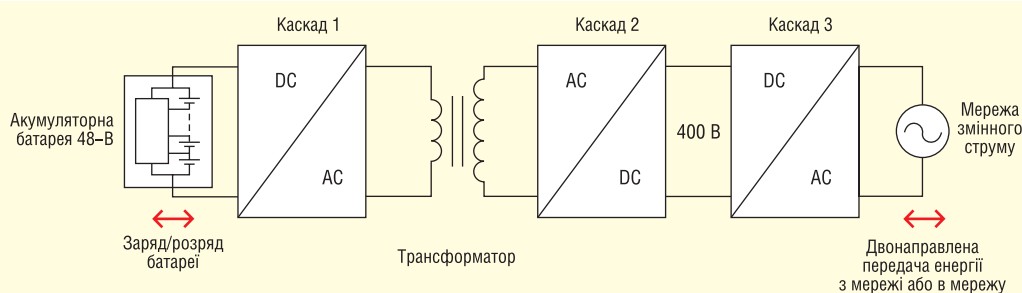 Каскад 1
Каскад 2
Каскад 3
DC
AC
AC
DC
DC
AC
400 В
Акумуляторна
батарея 48–В
Мережа
змінного
струму
Заряд/розряд
батареї
Трансформатор
Двонаправлена
передача енергії
з мережі або в мережу